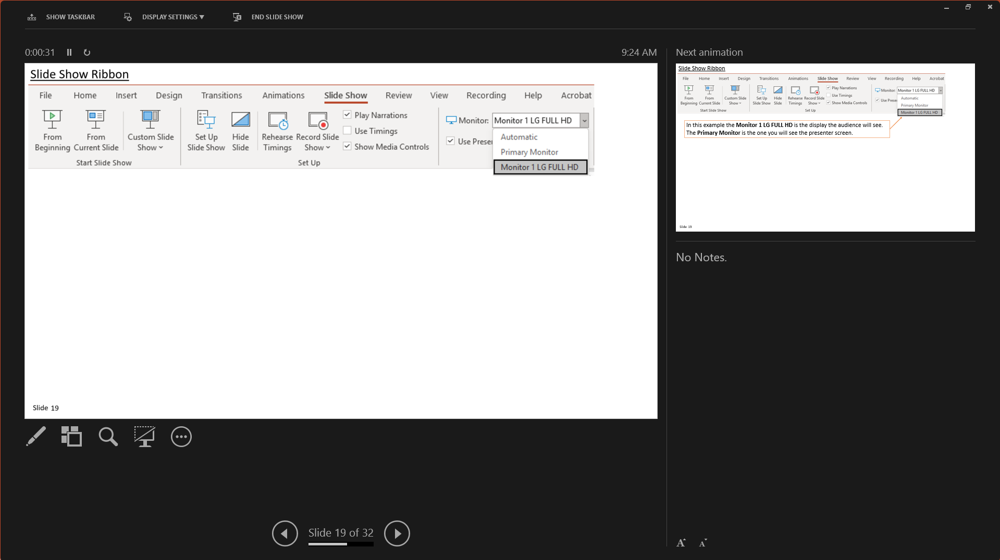 SHOW TASKBAR DISPLAY SETTINGS ▼ END SLIDE SHOW
0:00:31 9:24 AM
Slide Show Ribbon
File Home Insert Design Transitions Animations Slide Show Review View Recording Help Acrobat
From Beginning
From Current Slide
Custom Slide Show
Start Slide Show
Set Up Slide Show
Hide Slide
Rehearse Timings
Record Slide Show
Play Narrations
Use Timings
Show Media Controls
Set Up
Monitor: Monitor 1 LG FULL HD
Use Presen
Automatic
Primary Monitor
Monitor 1 LG FULL HD
Slide 19
Slide 19 of 32
Next animation
Slide Show Ribbon
File Home Insert Design Transitions Animations Slide Show Review View Recording Help Acrobat
From Beginning
From Current Slide
Custom Slide Show
Start Slide Show
Set Up Slide Show
Hide Slide
Rehearse Timings
Record Slide Show
Play Narrations
Use Timings
Show Media Controls
Set Up
Monitor: Monitor 1 LG FULL HD
Use Presen
Automatic
Primary Monitor
Monitor 1 LG FULL HD
In this example the Monitor 1 LG FULL HD is the display the audience will see.
The Primary Monitor is the one you will see the presenter screen.
Slide 19
No Notes.
A A